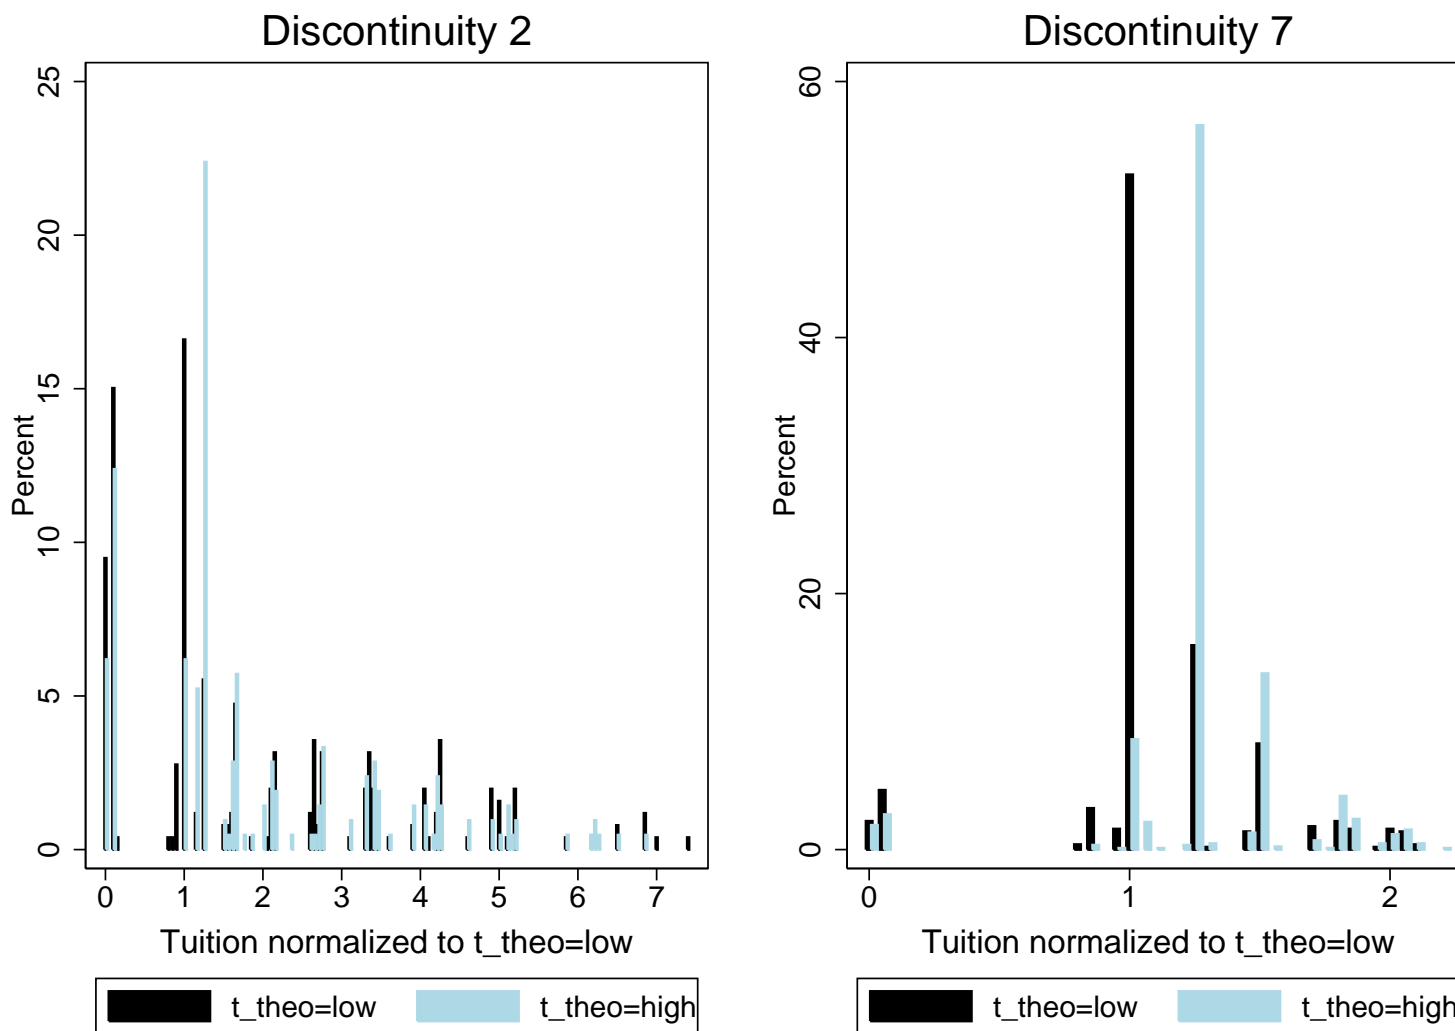 Discontinuity 2
25
20
15
10
5
0
Percent
0 1 2 3 4 5 6 7
Tuition normalized to t_theo=low
t_theo=low t_theo=high
Discontinuity 7
60
40
20
0
Percent
0 1 2
Tuition normalized to t_theo=low
t_theo=low t_theo=high